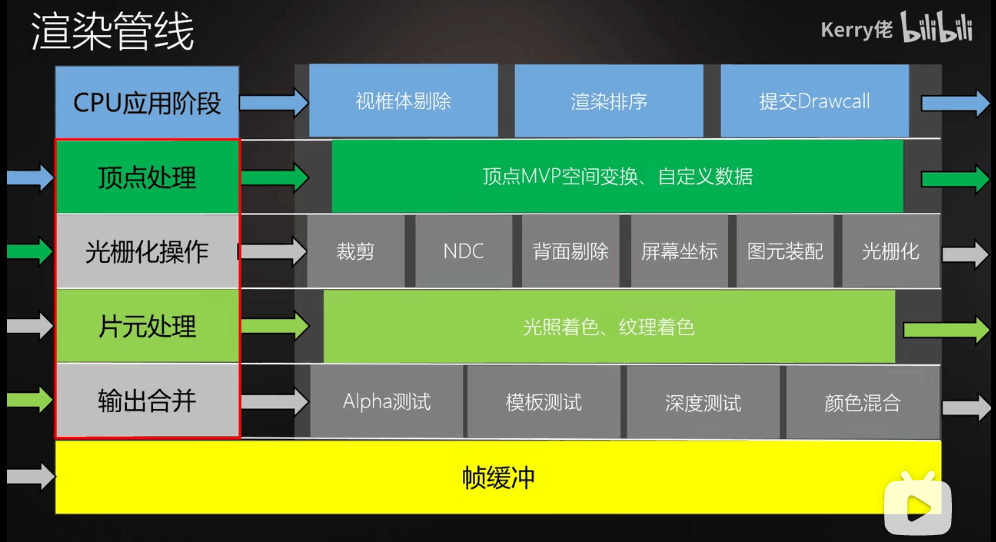 渲染管线
Kerry佬 bilibili
CPU应用阶段
视椎体剔除
渲染排序
提交Drawcall
顶点处理
顶点MVP空间变换、自定义数据
光栅化操作
裁剪
NDC
背面剔除
屏幕坐标
图元装配
光栅化
片元处理
光照着色、纹理着色
输出合并
Alpha测试
模板测试
深度测试
颜色混合
帧缓冲